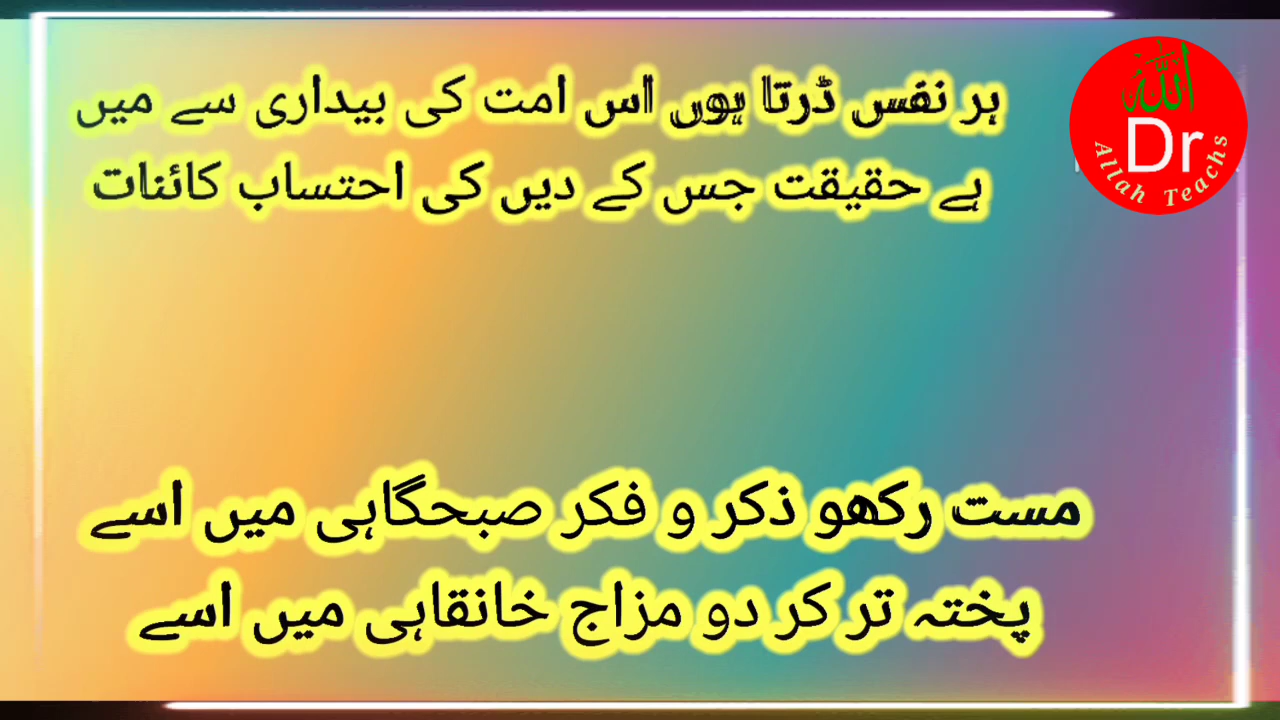 ہر نفس ڈرتا ہوں اس امت کی بیداری سے میں
ہے حقیقت جس کے دیں کی احتساب کائنات
مست رکھو ذکر و فکر صبحگاہی میں اسے
پختہ تر کر دو مزاج خانقاہی میں اسے
الله
Dr
Allah Teachs